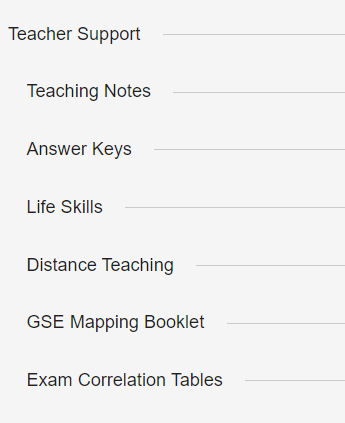 Teacher Support
Teaching Notes
Answer Keys
Life Skills
Distance Teaching
GSE Mapping Booklet
Exam Correlation Tables